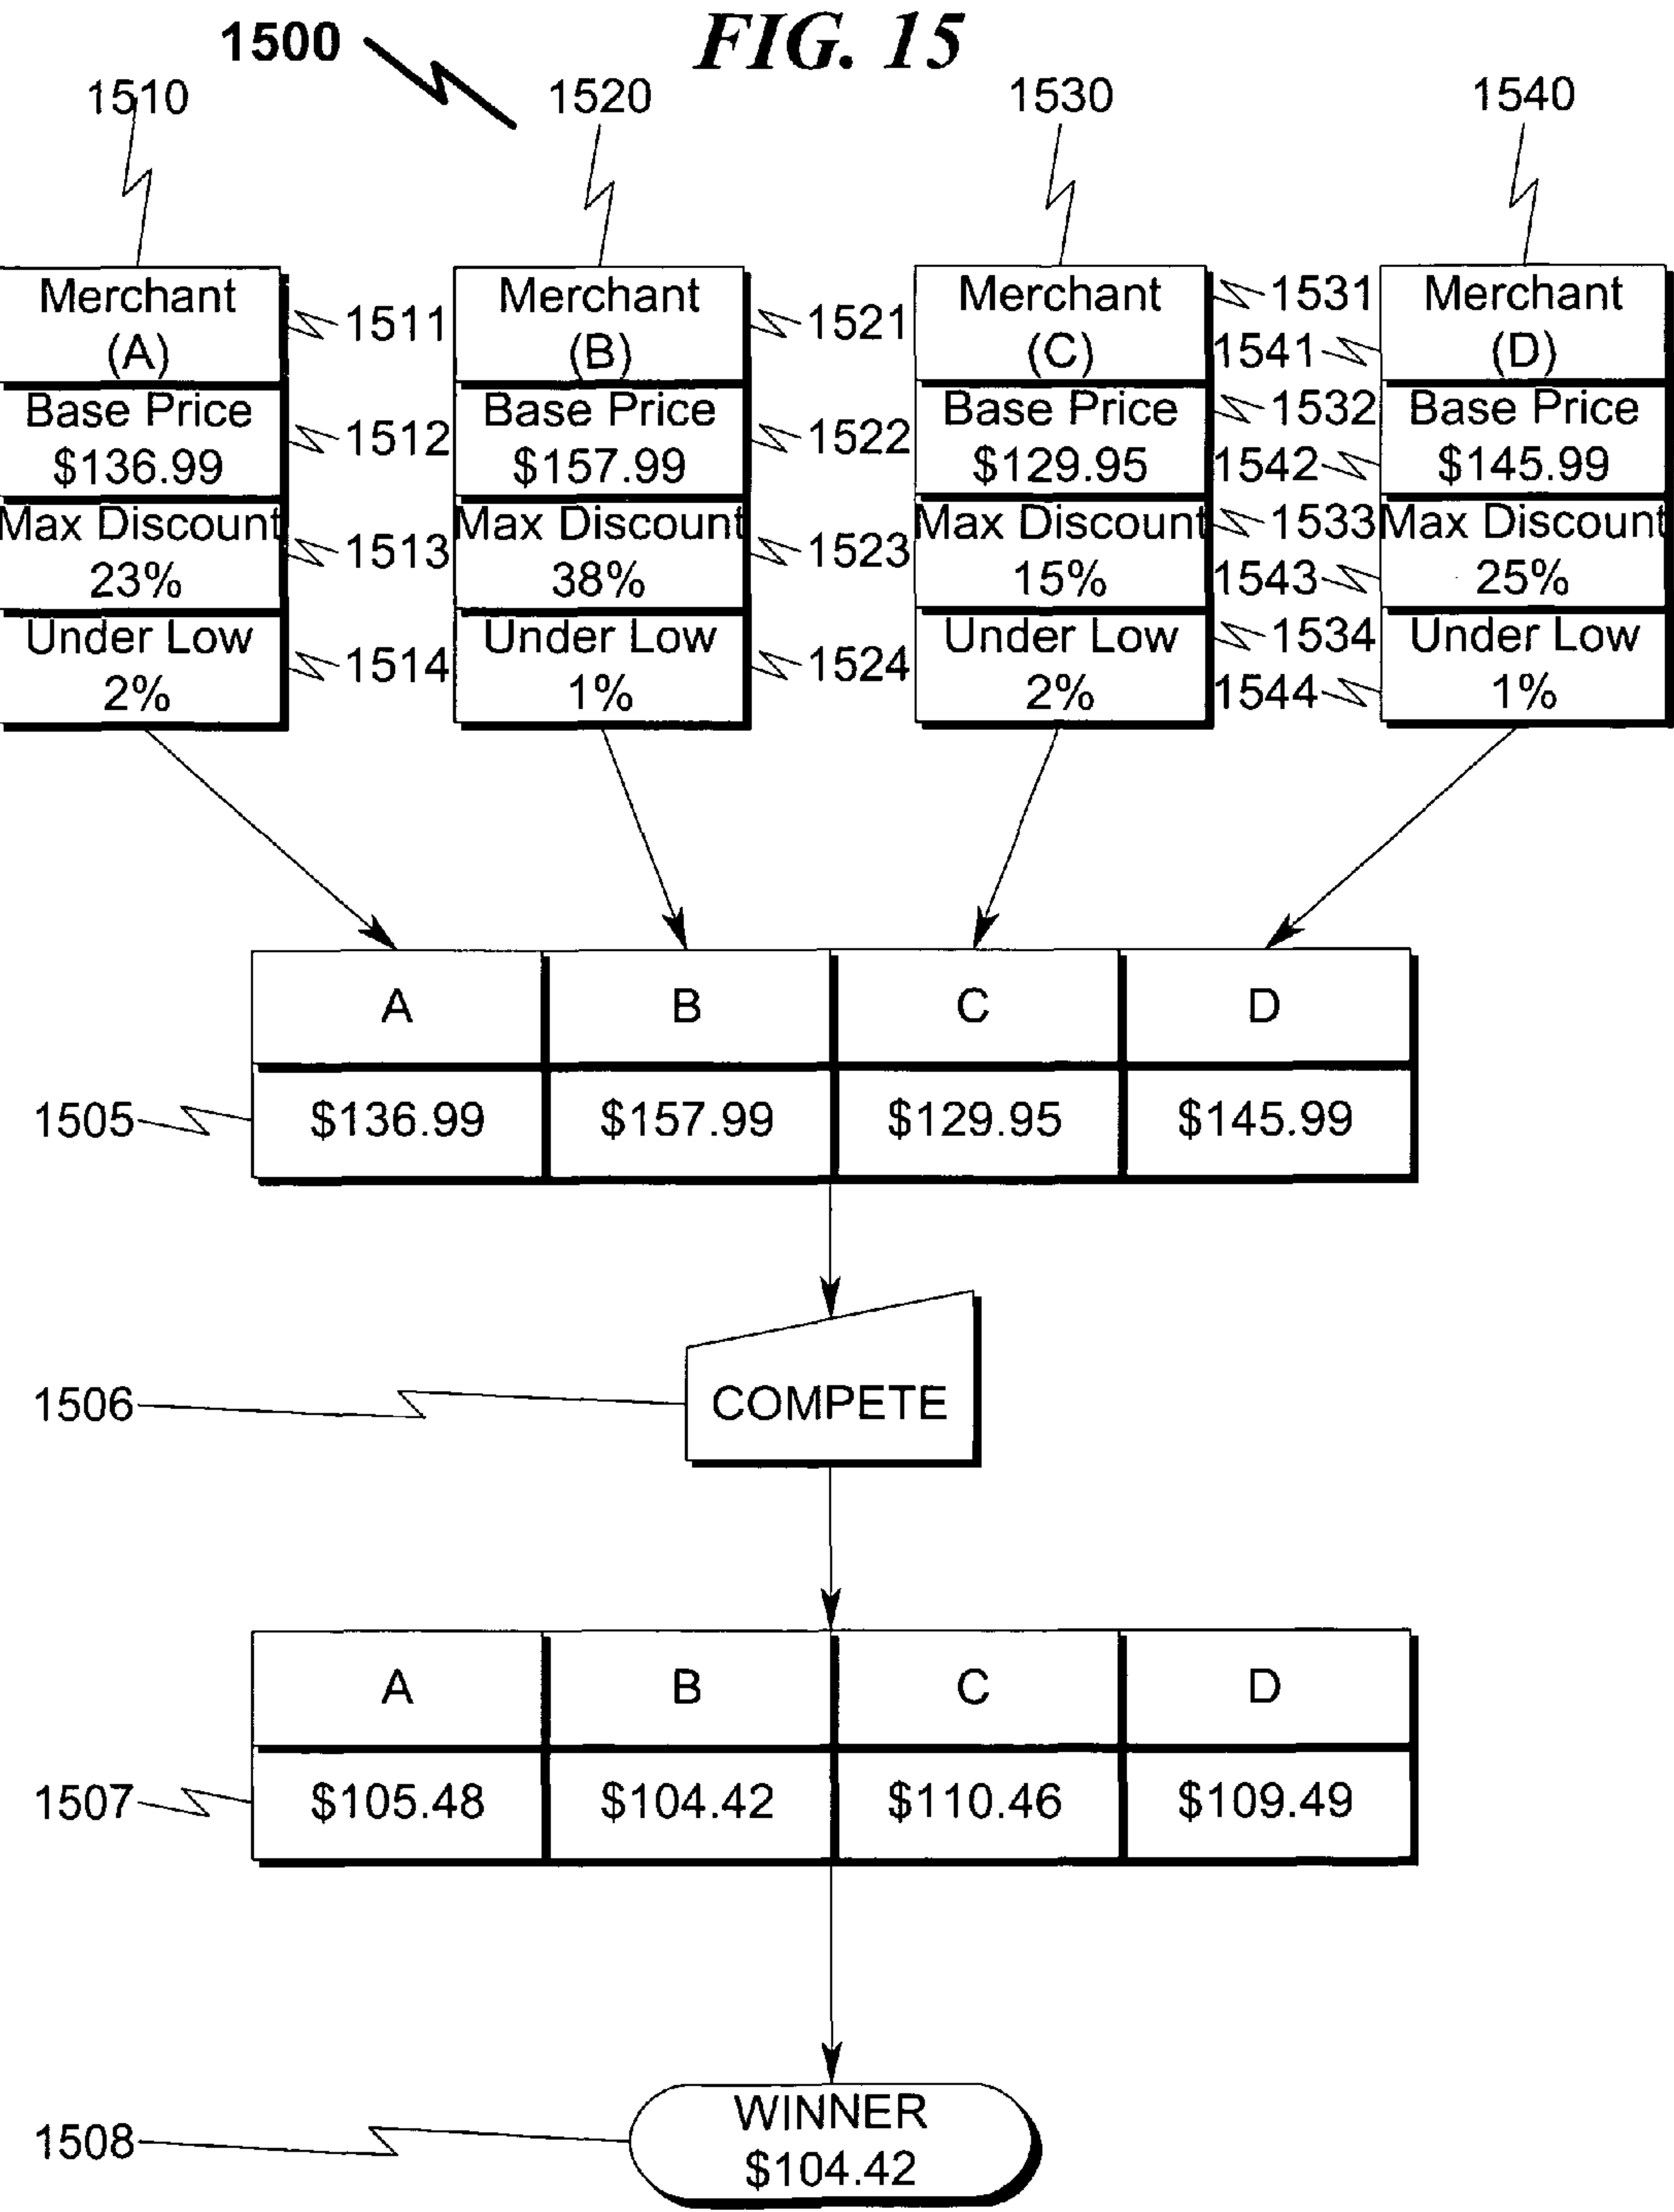 FIG. 15
1500
1510
1520
1530
1540
Merchant
(A)
1511
Base Price
$136.99
1512
Max Discount
23%
1513
Under Low
2%
1514
Merchant
(B)
1521
Base Price
$157.99
1522
Max Discount
38%
1523
Under Low
1%
1524
Merchant
(C)
1531
Base Price
$129.95
1532
Max Discount
15%
1533
Under Low
2%
1534
Merchant
(D)
1541
Base Price
$145.99
1542
Max Discount
25%
1543
Under Low
1%
1544
A
B
C
D
1505
$136.99
$157.99
$129.95
$145.99
1506
COMPETE
A
B
C
D
1507
$105.48
$104.42
$110.46
$109.49
1508
WINNER
$104.42